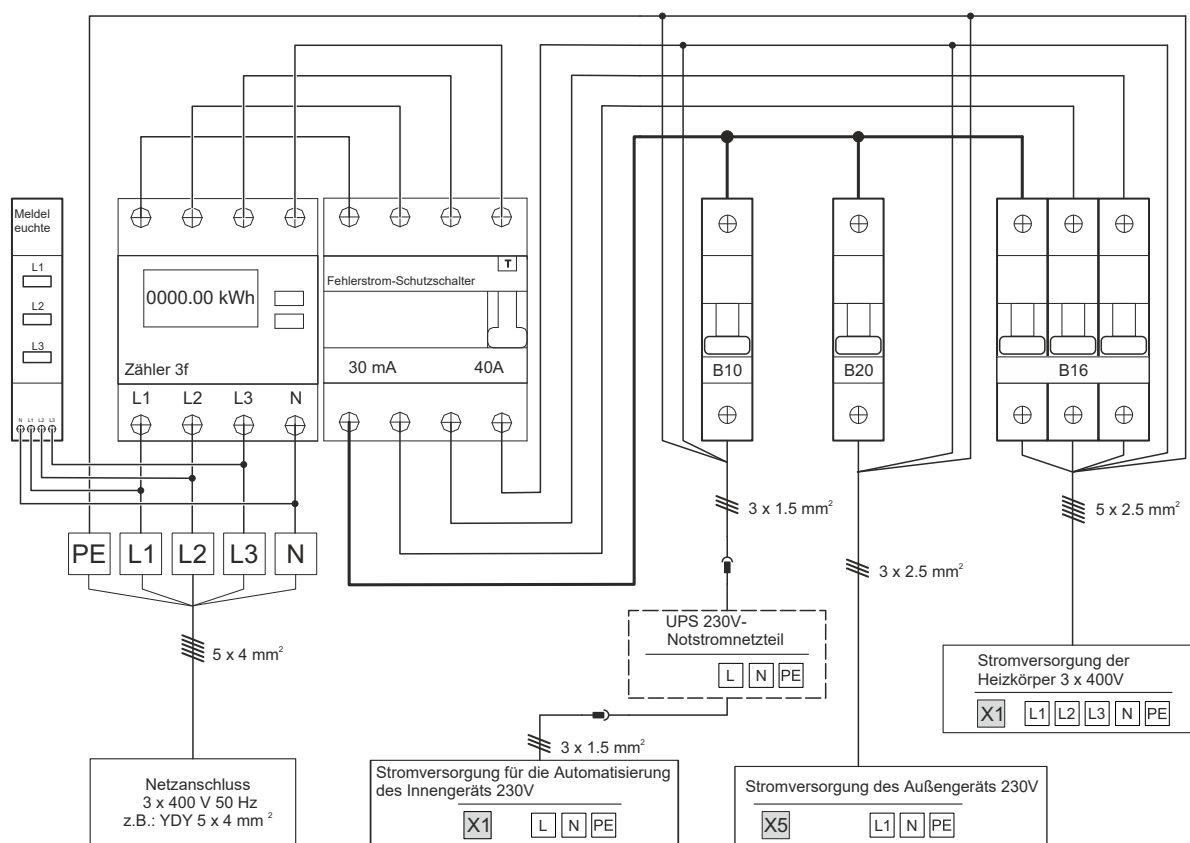 Meldel
euchte
L1
L2
L3
N L1 L2 L3
0000.00 kWh
Zähler 3f
L1 L2 L3 N
T
Fehlerstrom-Schutzschalter
30 mA 40A
B10
B20
B16
PE L1 L2 L3 N
3 x 1.5 mm²
5 x 2.5 mm²
3 x 2.5 mm²
5 x 4 mm²
UPS 230V-
Notstromnetzteil
L N PE
Stromversorgung der
Heizkörper 3 x 400V
X1 L1 L2 L3 N PE
3 x 1.5 mm²
Netzanschluss
3 x 400 V 50 Hz
z.B.: YDY 5 x 4 mm ²
Stromversorgung für die Automatisierung
des Innengeräts 230V
X1 L N PE
Stromversorgung des Außengeräts 230V
X5 L1 N PE